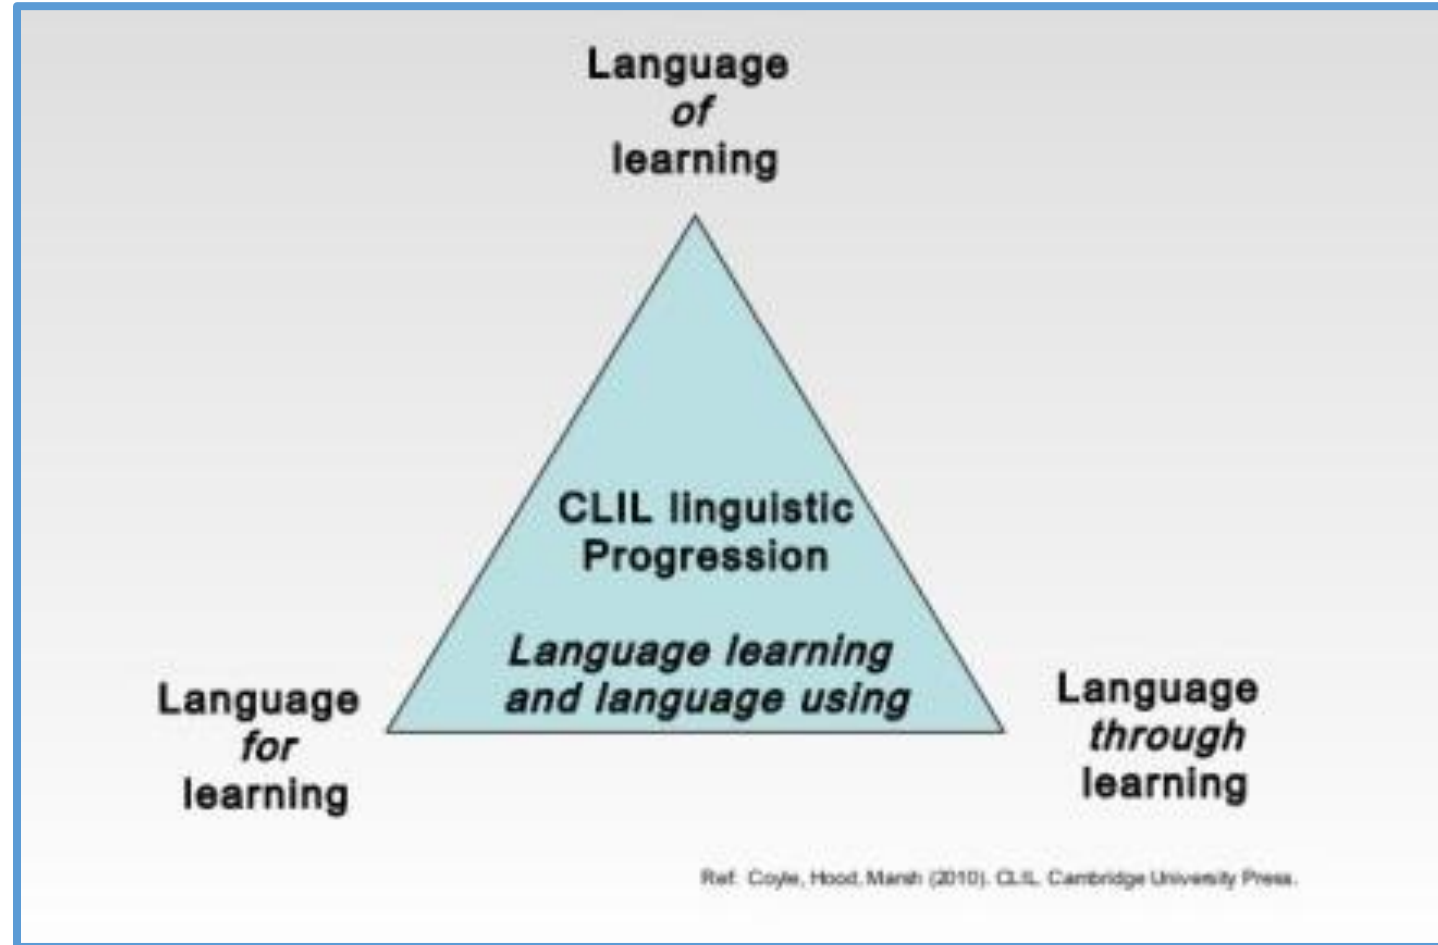 Language
of
learning
CLIL linguistic
Progression
Language learning
and language using
Language
for
learning
Language
through
learning
Ref. Coyle, Hood, Marsh (2010). CLIL. Cambridge University Press.